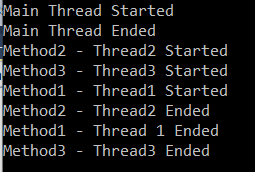 Main Thread Started
Main Thread Ended
Method2 - Thread2 Started
Method3 - Thread3 Started
Method1 - Thread1 Started
Method2 - Thread2 Ended
Method1 - Thread 1 Ended
Method3 - Thread3 Ended